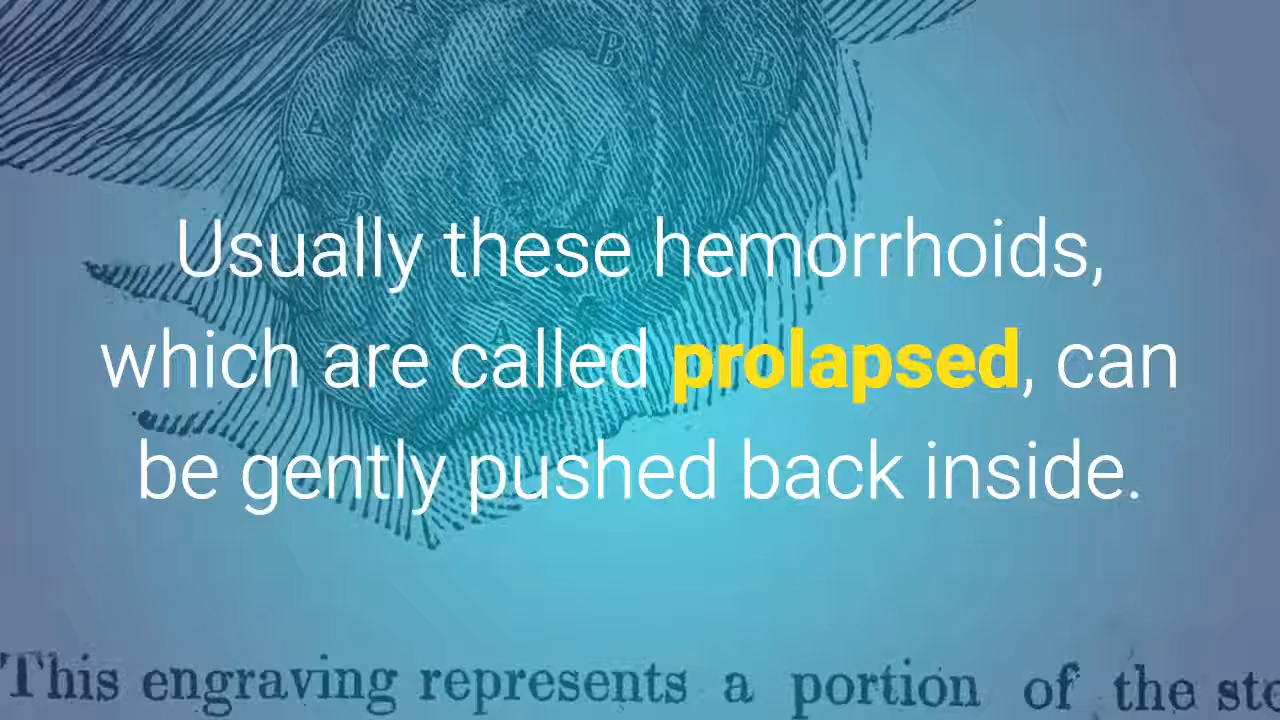 B
B
A
A
B
A
Usually these hemorrhoids,
which are called prolapsed, can
be gently pushed back inside.
This engraving represents a portion of the